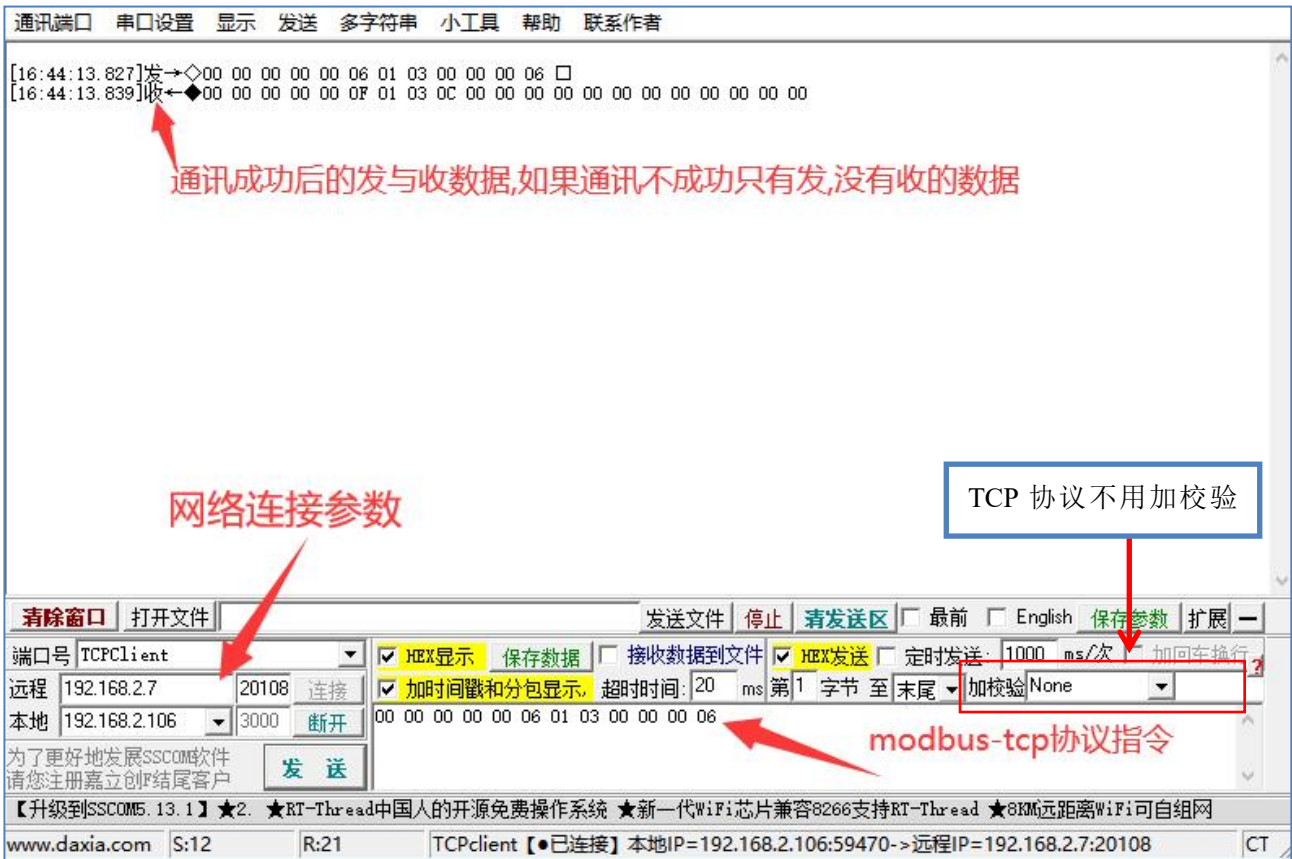 通讯端口 串口设置 显示 发送 多字符串 小工具 帮助 联系作者
[16:44:13.827]发→◇00 00 00 00 00 06 01 03 00 00 00 06 □
[16:44:13.839]收←◆00 00 00 00 00 0F 01 03 0C 00 00 00 00 00 00 00 00 00 00 00 00
通讯成功后的发与收数据,如果通讯不成功只有发,没有收的数据
网络连接参数
TCP 协议不用加校验
清除窗口 打开文件 发送文件 停止 清发送区 最前 English 保存参数 扩展 —
端口号 TCPClient HEX显示 保存数据 接收数据到文件 HEX发送 定时发送: 1000 ms/次 加回车换行
远程 192.168.2.7 20108 连接 加时间戳和分包显示, 超时时间: 20 ms 第1 字节 至 末尾 加校验 None ?
本地 192.168.2.106 3000 断开 00 00 00 00 00 06 01 03 00 00 00 06
modbus-tcp协议指令
为了更好地发展SSCOM软件
请您注册嘉立创F结尾客户
发 送
【升级到SSCOM5.13.1】★2. ★RT-Thread中国人的开源免费操作系统 ★新一代WiFi芯片兼容8266支持RT-Thread ★8KM远距离WiFi可自组网
www.daxia.com S:12 R:21 TCPclient【●已连接】本地IP=192.168.2.106:59470->远程IP=192.168.2.7:20108 CT